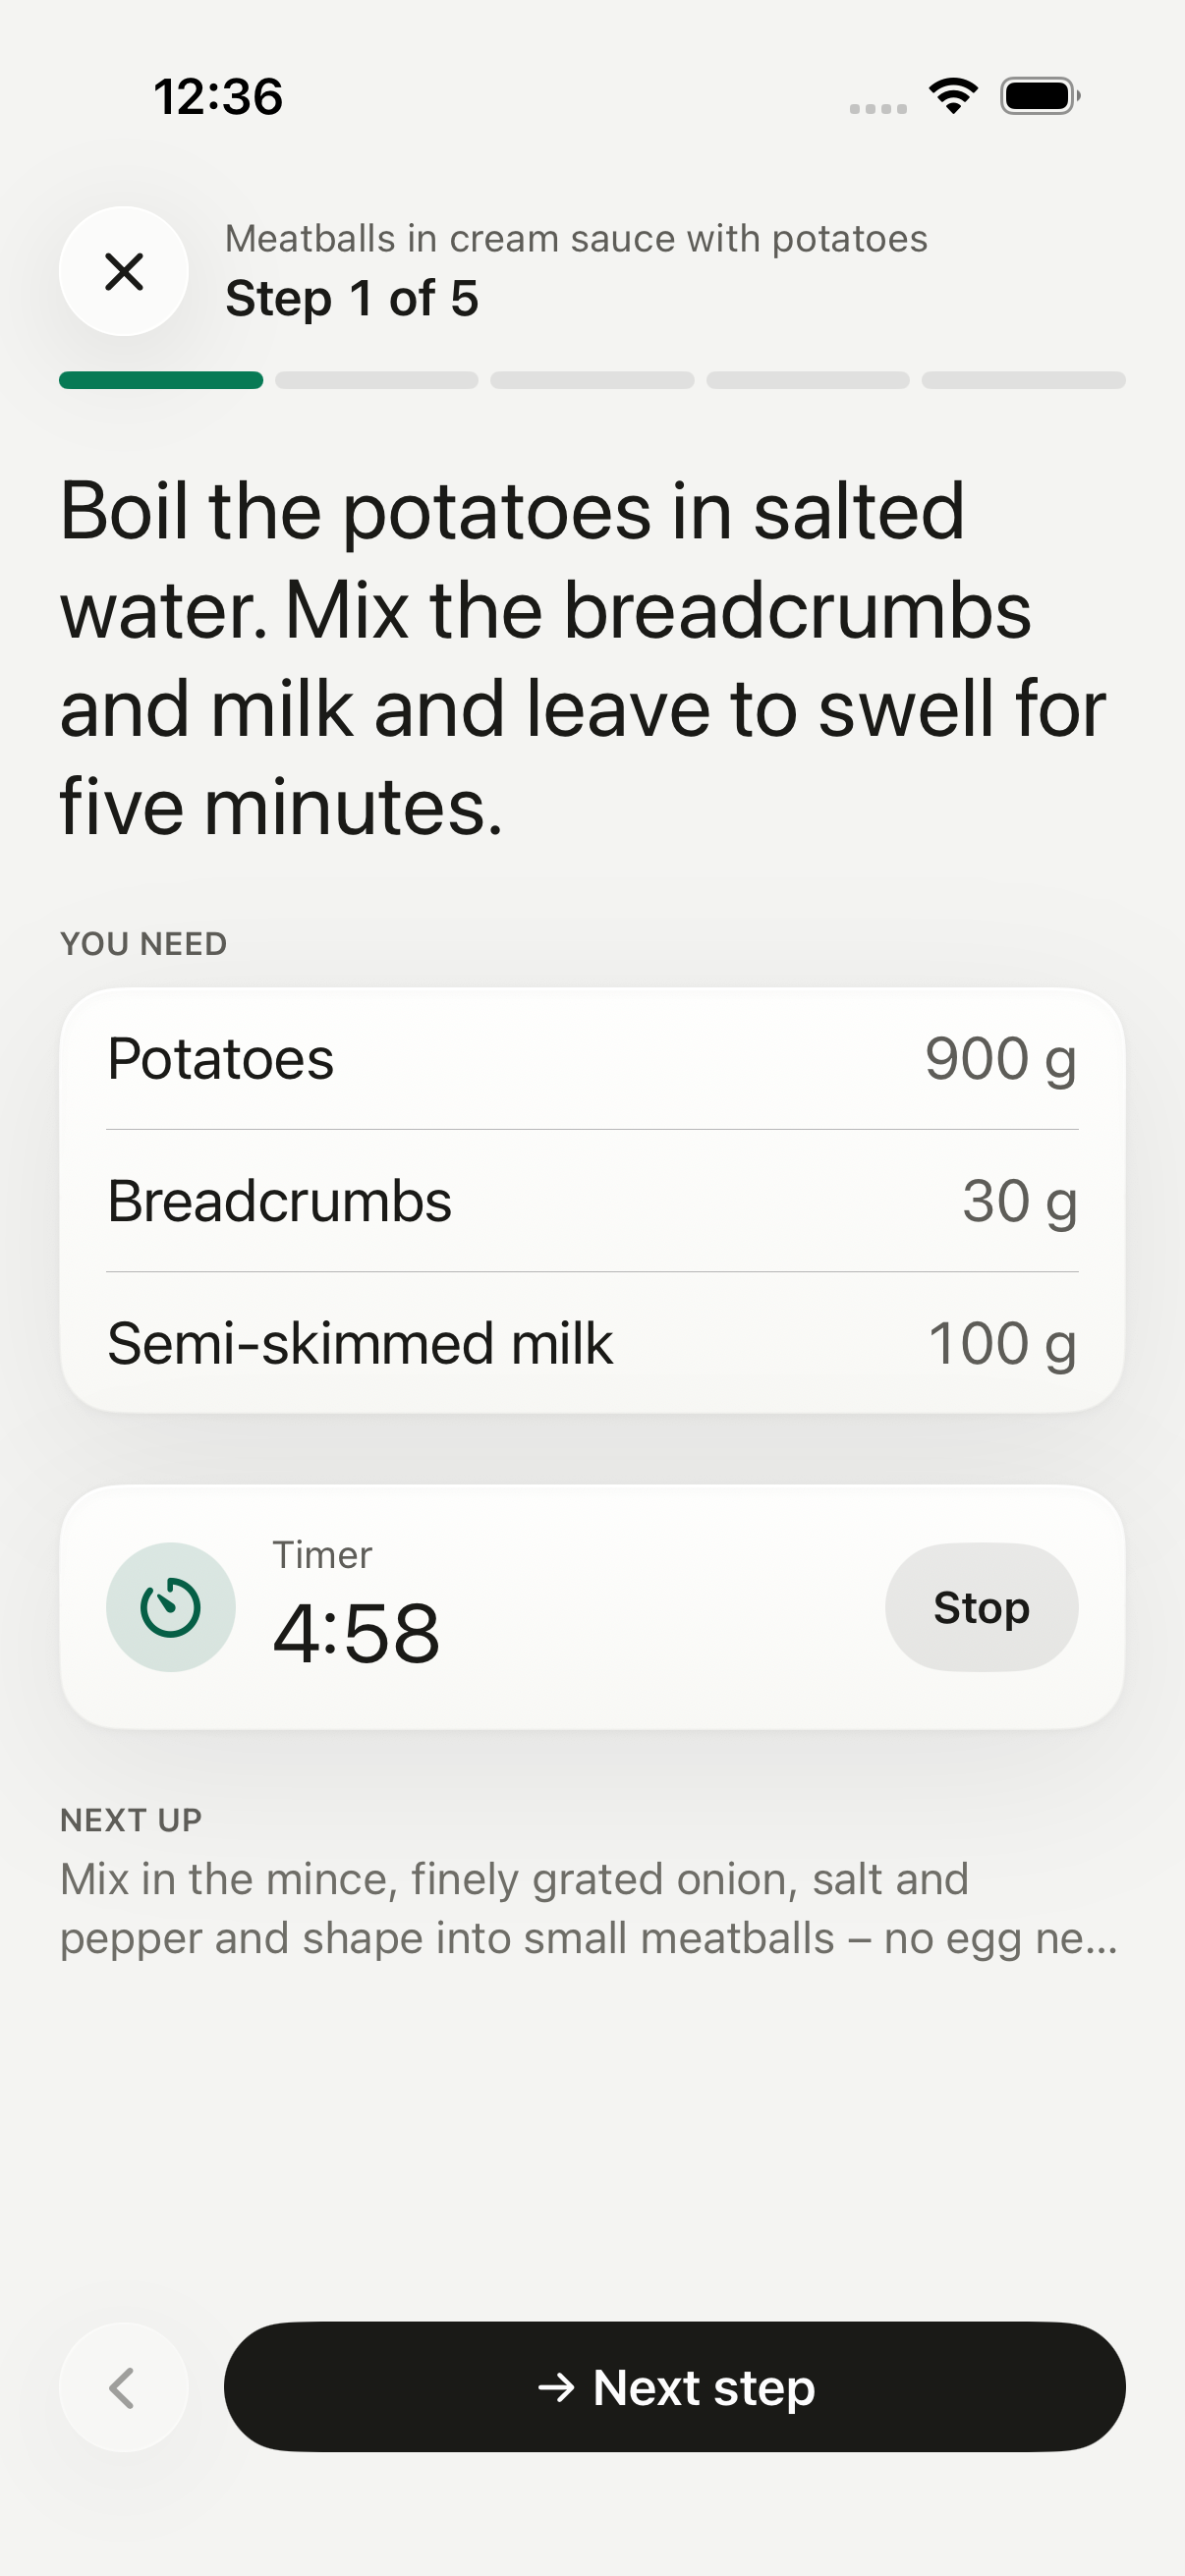 12:36
Meatballs in cream sauce with potatoes
Step 1 of 5
Boil the potatoes in salted
water. Mix the breadcrumbs
and milk and leave to swell for
five minutes.
YOU NEED
Potatoes 900 g
Breadcrumbs 30 g
Semi-skimmed milk 100 g
Timer
4:58
Stop
NEXT UP
Mix in the mince, finely grated onion, salt and
pepper and shape into small meatballs – no egg ne...
→ Next step